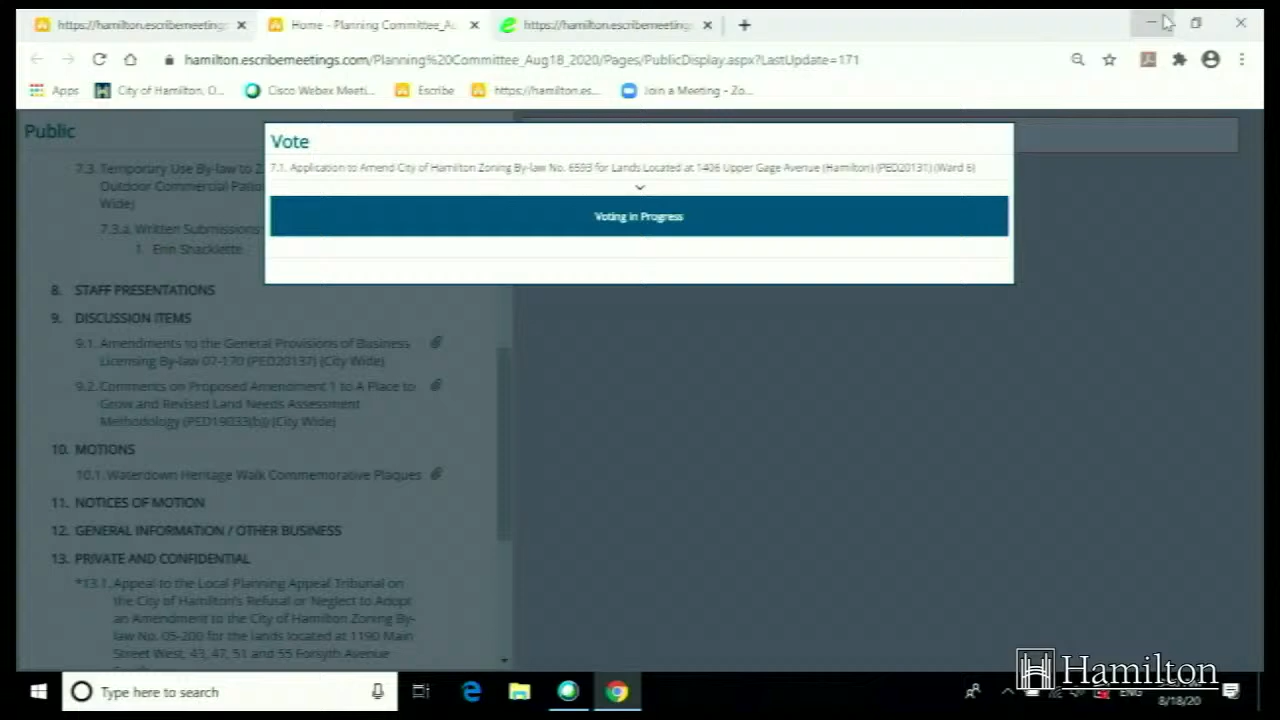 https://hamilton.escribemeeting:
Home - Planning Committee_Au
https://hamilton.escribemeeting:
hamilton.escribemeetings.com/Planning%20Committee_Aug18_2020/Pages/PublicDisplay.aspx?LastUpdate=171
Apps
City of Hamilton, O...
Cisco Webex Meeti...
Escribe
https://hamilton.es...
Join a Meeting - Zo...
Public
Vote
7.1. Application to Amend City of Hamilton Zoning By-law No. 6593 for Lands Located at 1406 Upper Gage Avenue (Hamilton) (PED20131) (Ward 6)
Voting in Progress
7.3. Temporary Use By-law to 2
Outdoor Commercial Patio
Wide)
7.3.a. Written Submissions
1. Erin Shacklette
8. STAFF PRESENTATIONS
9. DISCUSSION ITEMS
9.1. Amendments to the General Provisions of Business
Licensing By-law 07-170 (PED20137) (City Wide)
9.2. Comments on Proposed Amendment 1 to A Place to
Grow and Revised Land Needs Assessment
Methodology (PED19033(b)) (City Wide)
10. MOTIONS
10.1. Waterdown Heritage Walk Commemorative Plaques
11. NOTICES OF MOTION
12. GENERAL INFORMATION / OTHER BUSINESS
13. PRIVATE AND CONFIDENTIAL
*13.1. Appeal to the Local Planning Appeal Tribunal on
the City of Hamilton's Refusal or Neglect to Adopt
an Amendment to the City of Hamilton Zoning By-
law No. 05-200 for the lands located at 1190 Main
Street West, 43, 47, 51 and 55 Forsyth Avenue
Hamilton
Type here to search
ENG
8/18/20